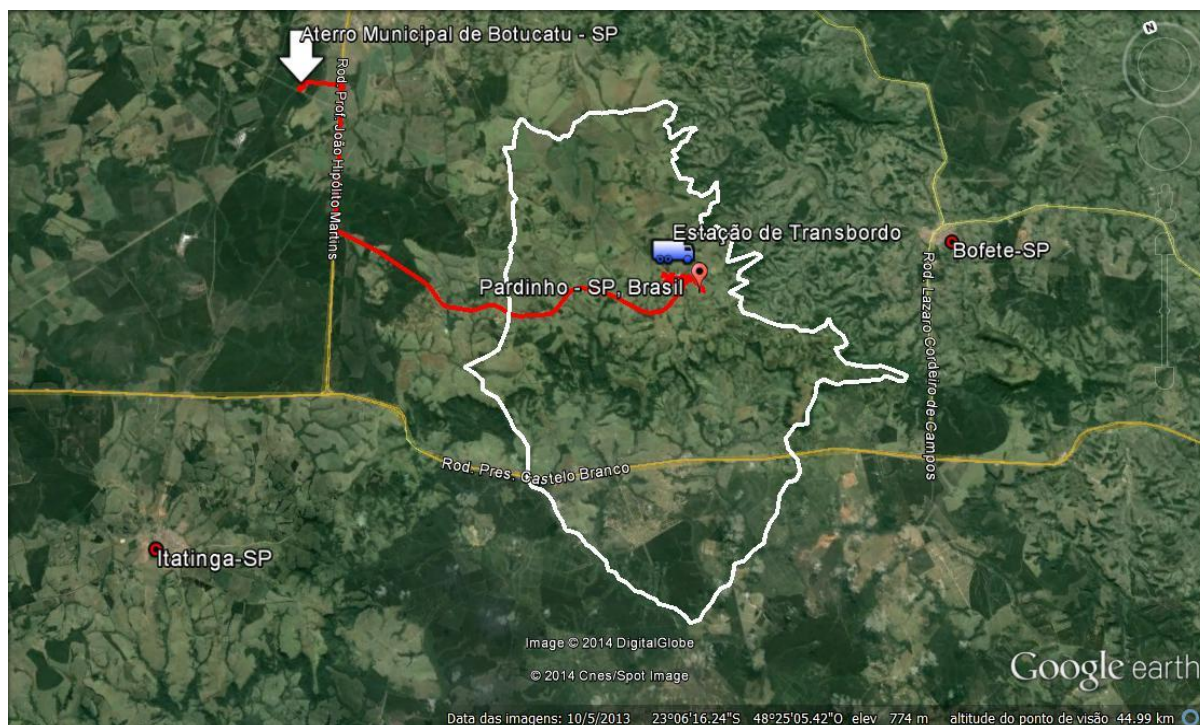 N
Aterro Municipal de Botucatu - SP
Rod. Prof. João Hipólito Martins
Estação de Transbordo
Bofete-SP
Pardinho - SP, Brasil
Rod. Lazaro Cordeiro de Campos
Rod. Pres. Castelo Branco
Itatinga-SP
Image © 2014 DigitalGlobe
© 2014 Cnes/Spot Image
Google earth
Data das imagens: 10/5/2013 23°06'16.24"S 48°25'05.42"O elev 774 m altitude do ponto de visão 44.99 km